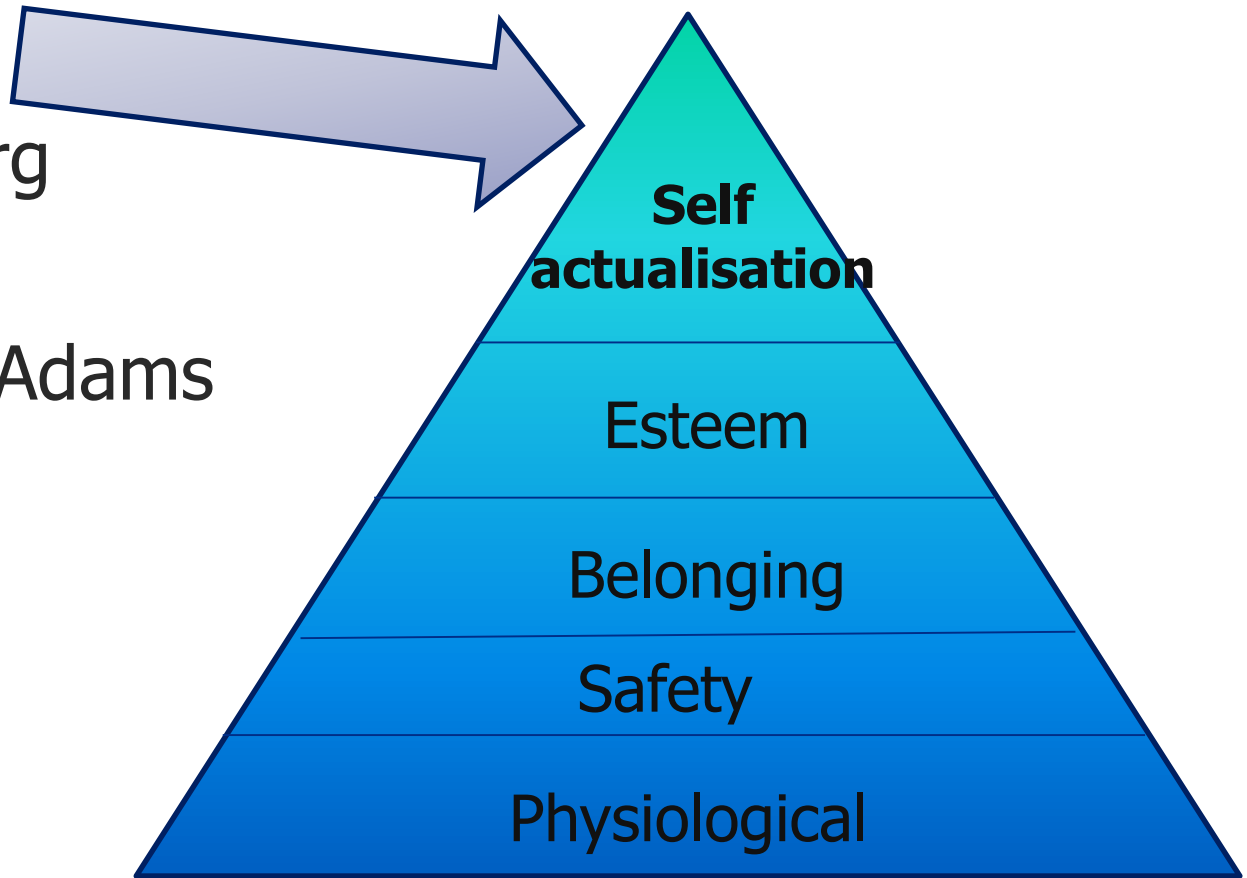 rg
Adams
Self
actualisation
Esteem
Belonging
Safety
Physiological